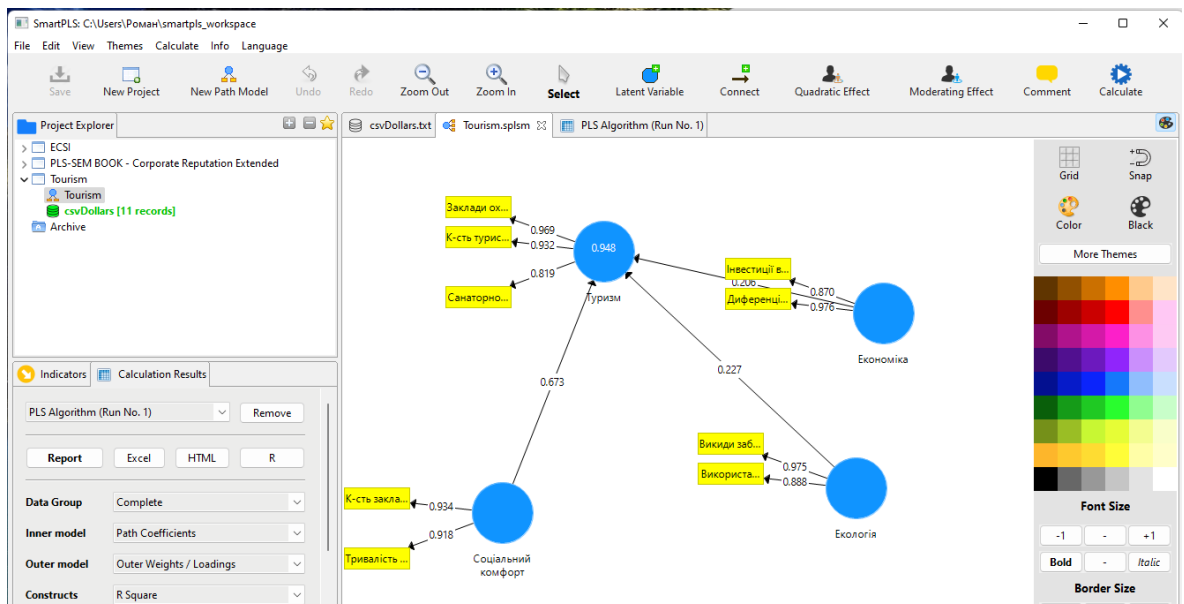 SmartPLS: C:\Users\Роман\smartpls_workspace
File Edit View Themes Calculate Info Language
Save New Project New Path Model Undo Redo Zoom Out Zoom In Select Latent Variable Connect Quadratic Effect Moderating Effect Comment Calculate
Project Explorer
ECSI
PLS-SEM BOOK - Corporate Reputation Extended
Tourism
Tourism
csvDollars [11 records]
Archive
Indicators Calculation Results
PLS Algorithm (Run No. 1) Remove
Report Excel HTML R
Data Group Complete
Inner model Path Coefficients
Outer model Outer Weights / Loadings
Constructs R Square
csvDollars.txt Tourism.splsm PLS Algorithm (Run No. 1)
Заклади ох...
0.969
К-сть турис...
0.932
0.948
0.819
Санаторно...
Туризм
Інвестиції в...
0.870
0.206
Диференці...
0.976
Економіка
0.673
0.227
Викиди заб...
0.975
Використа...
0.888
Екологія
К-сть закла...
0.934
0.918
Тривалість ...
Соціальний
комфорт
Grid Snap
Color Black
More Themes
Font Size
-1 - +1
Bold - Italic
Border Size